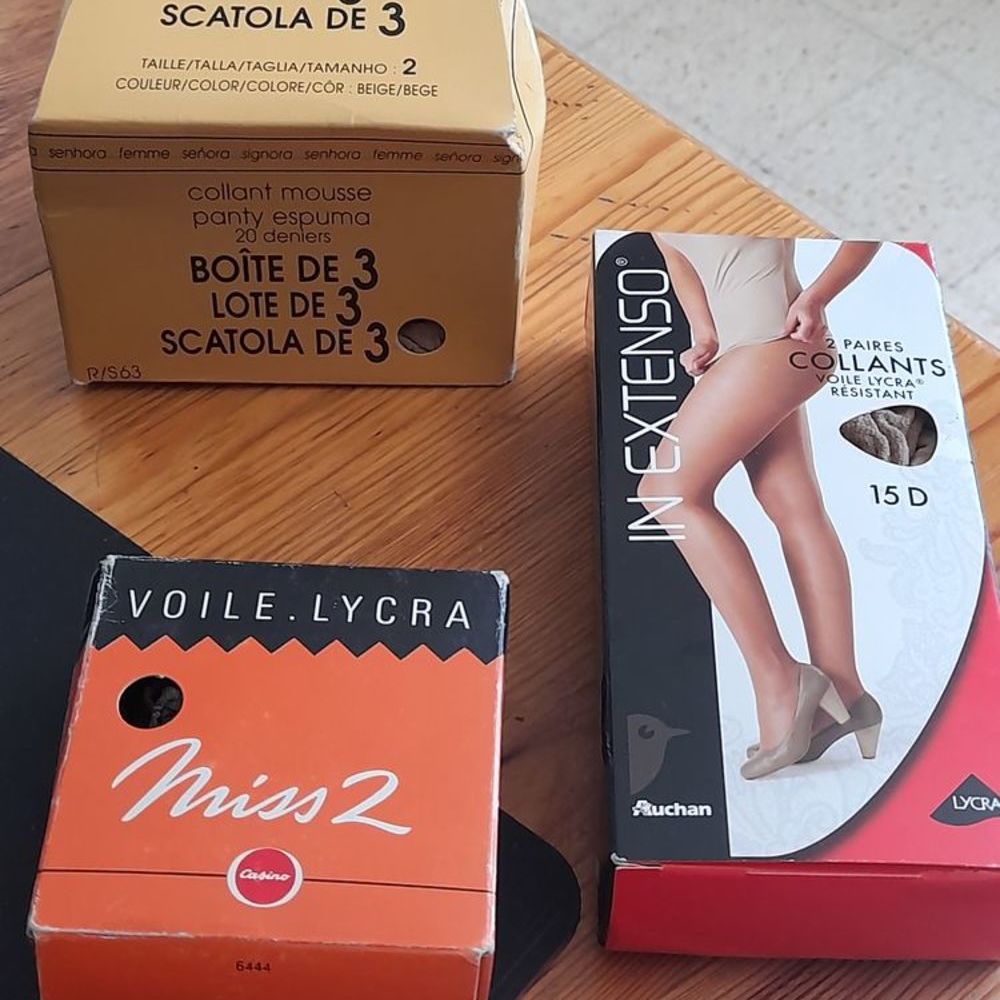 SCATOLA DE 3
TAILLE/TALLA/TAGLIA/TAMANHO : 2
COULEUR/COLOR/COLORE/CÔR : BEIGE/BEGE
senhora femme señora signora senhora femme señora sign
collant mousse
panty espuma
20 deniers
BOÎTE DE 3
LOTE DE 3
SCATOLA DE 3
R/S63
IN EXTENSO®
2 PAIRES
COLLANTS
VOILE LYCRA®
RÉSISTANT
15 D
Auchan
LYCRA
VOILE.LYCRA
Miss 2
Casino
6444